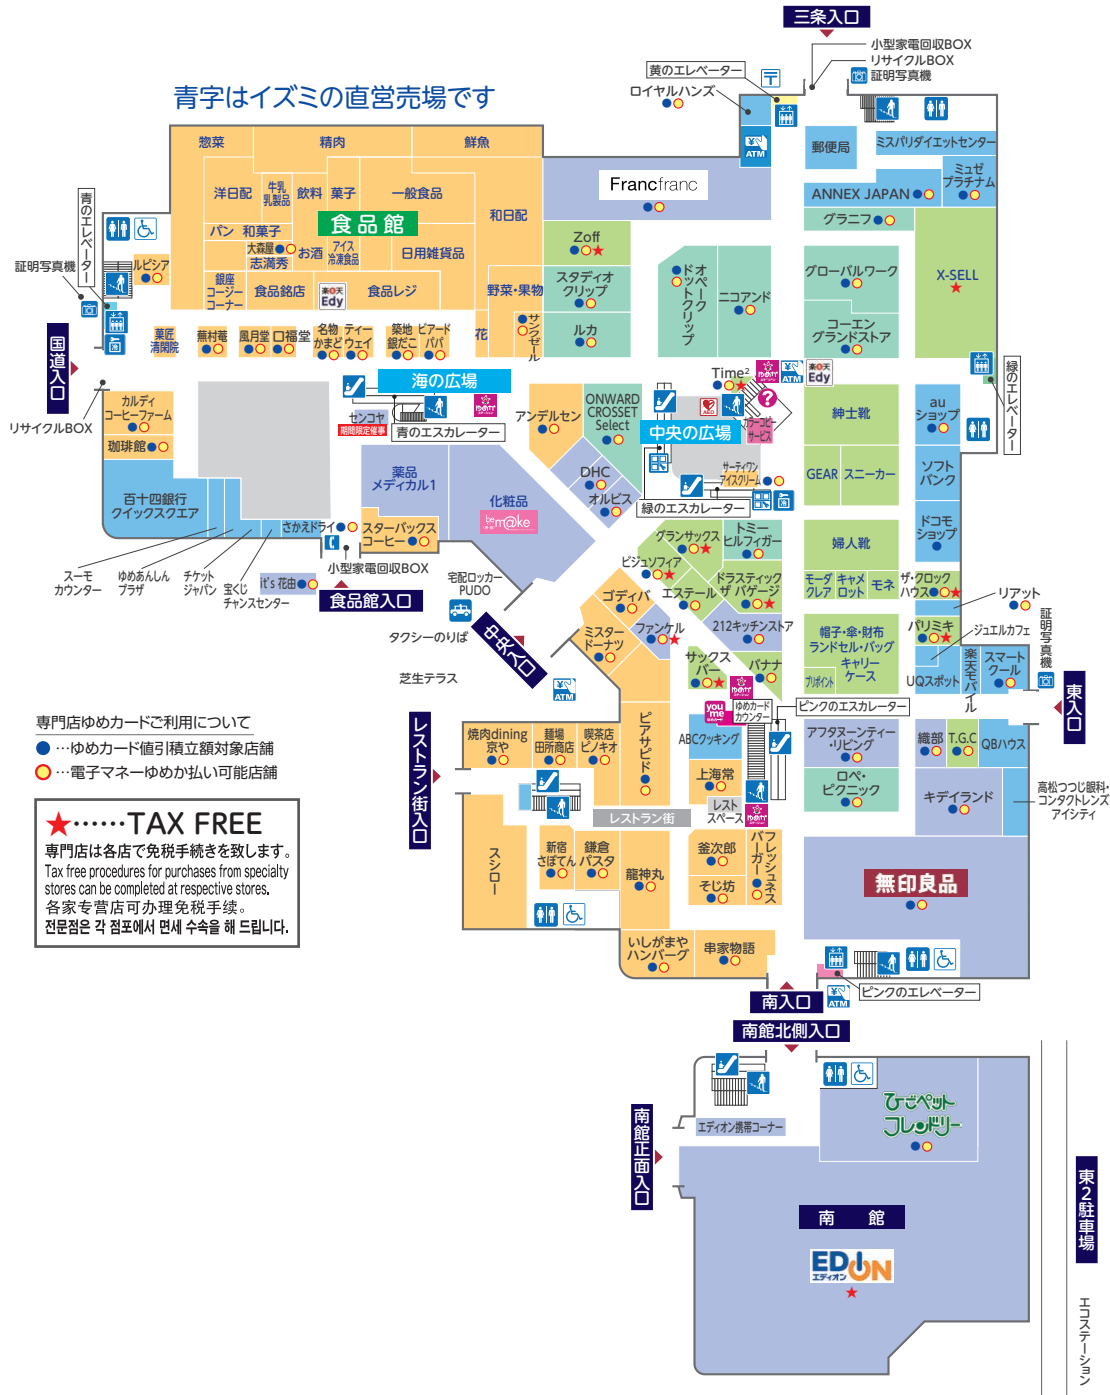 三条入口
小型家電回収BOX
リサイクルBOX
証明写真機
黄のエレベーター
ロイヤルハンズ
ATM
青字はイズミの直営売場です
惣菜
精肉
鮮魚
洋日配
牛乳
乳製品
飲料
菓子
一般食品
和日配
食品館
パン
和菓子
大森屋
志満秀
お酒
アイス
冷凍食品
日用雑貨品
銀座
コージー
コーナー
食品銘店
楽天
Edy
食品レジ
野菜・果物
花
サンクゼール
青のエレベーター
証明写真機
ルピシア
菓匠
清閑院
蕪村菴
風月堂
口福堂
名物
かまど
ティー
ウェイ
築地
銀だこ
ビアード
パパ
Francfranc
Zoff
スタディオ
クリップ
ルカ
オペーク
ドットクリップ
ニコアンド
郵便局
ミスパリダイエットセンター
ミュゼ
プラチナム
ANNEX JAPAN
グラニフ
グローバルワーク
X-SELL
コーエン
グランドストア
緑のエレベーター
国道入口
リサイクルBOX
カルディ
コーヒーファーム
珈琲館
百十四銀行
クイックスクエア
スーモ
カウンター
ゆめあんしん
プラザ
チケット
ジャパン
宝くじ
チャンスセンター
さかえドライ
it's 花由
小型家電回収BOX
食品館入口
海の広場
センコヤ
期間限定催事
青のエスカレーター
薬品
メディカル1
スターバックス
コーヒー
化粧品
be m@ke
宅配ロッカー
PUDO
タクシーのりば
中央入口
芝生テラス
ATM
アンデルセン
ONWARD
CROSSET
Select
DHC
オルビス
Time²
ATM
楽天
Edy
AED
カラーコピー
サービス
中央の広場
サーティワン
アイスクリーム
緑のエスカレーター
紳士靴
GEAR
スニーカー
婦人靴
モーダ
クレア
キャメ
ロット
モネ
帽子・傘・財布
ランドセル・バッグ
キャリー
ケース
プリポイント
au
ショップ
ソフト
バンク
ドコモ
ショップ
ザ・クロック
ハウス
リアット
パリミキ
ジュエルカフェ
UQスポット
楽天モバイル
スマート
クール
証明写真機
東入口
グランサックス
トミー
ヒルフィガー
ビジュソフィア
エステール
ドラスティック
ザ バゲージ
ゴディバ
ファンケル
212キッチンストア
ミスター
ドーナツ
サックス
バー
バナナ
you me
ゆめカード
カウンター
ピンクのエスカレーター
ABCクッキング
上海常
レスト
スペース
アフタヌーンティー
・リビング
ロペ・
ピクニック
織部
T.G.C
QBハウス
キデイランド
高松つつじ眼科・
コンタクトレンズ
アイシティ
無印良品
レストラン街入口
焼肉dining
京や
麺場
田所商店
喫茶店
ピノキオ
ピアサピド
レストラン街
スシロー
新宿
さぼてん
鎌倉
パスタ
龍神丸
釜次郎
そじ坊
フレッシュネス
バーガー
いしがまや
ハンバーグ
串家物語
ATM
ピンクのエレベーター
南入口
専門店ゆめカードご利用について
…ゆめカード値引積立額対象店舗
…電子マネーゆめか払い可能店舗
★……TAX FREE
専門店は各店で免税手続きを致します。
Tax free procedures for purchases from specialty
stores can be completed at respective stores.
各家专营店可办理免税手续。
전문점은 각 점포에서 면세 수속을 해 드립니다.
南館北側入口
ひごペット
フレンドリー
エディオン携帯コーナー
南館正面入口
南 館
EDION
エディオン
東2駐車場
エコステーション